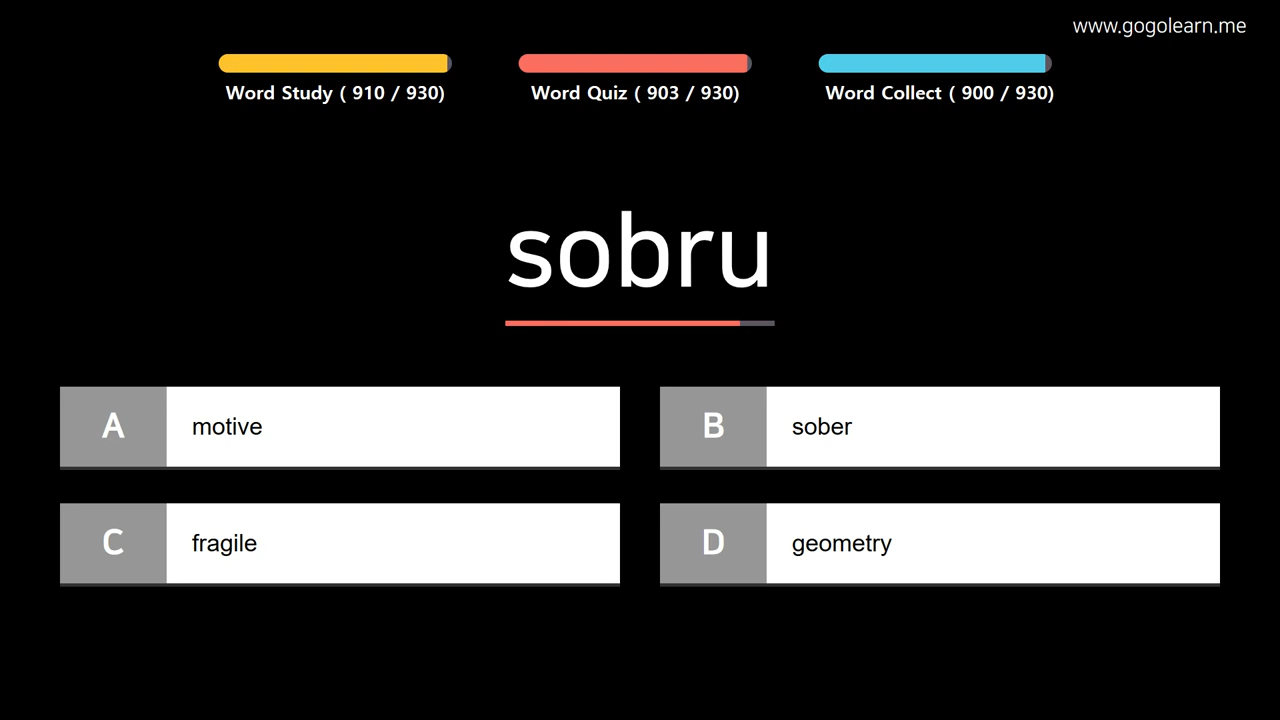 www.gogolearn.me
Word Study ( 910 / 930)
Word Quiz ( 903 / 930)
Word Collect ( 900 / 930)
sobru
A
motive
B
sober
C
fragile
D
geometry